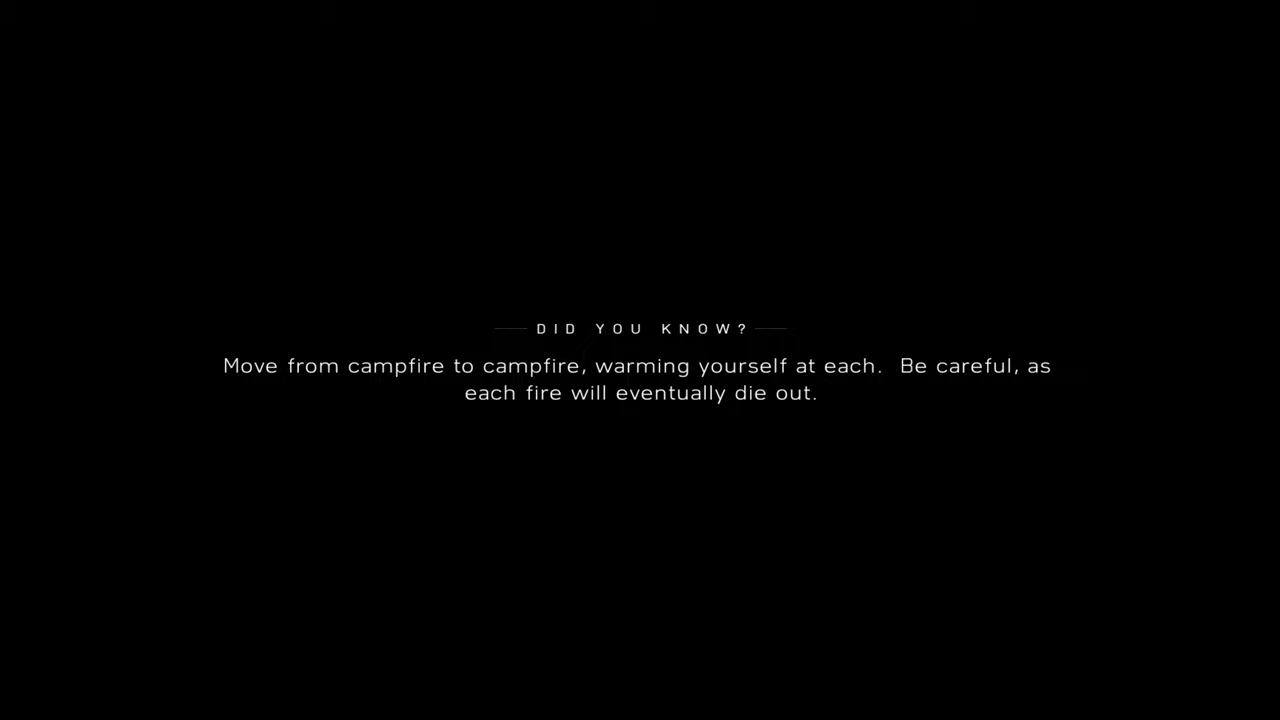 DID YOU KNOW?
Move from campfire to campfire, warming yourself at each.  Be careful, as
each fire will eventually die out.